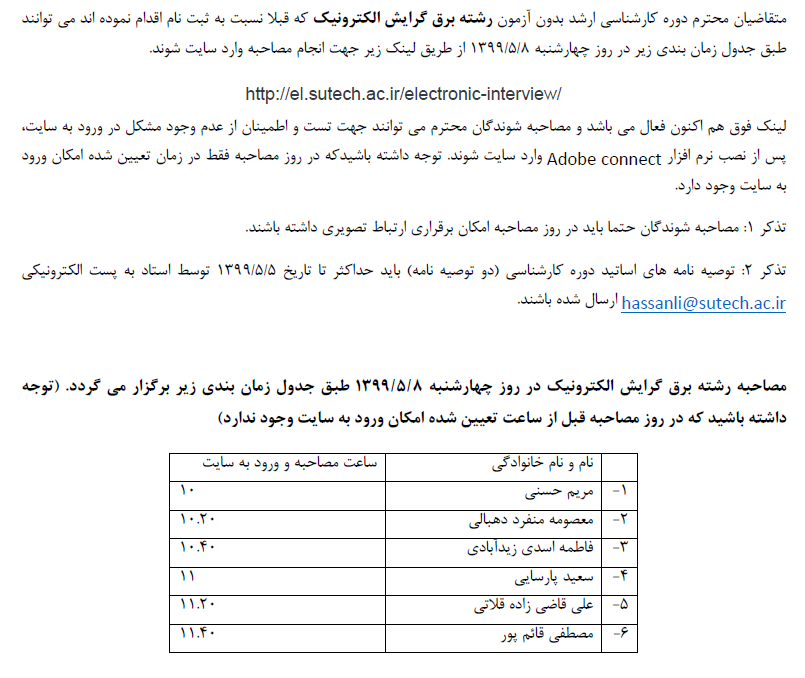 متقاضیان محترم دوره کارشناسی ارشد بدون آزمون رشته برق گرایش الکترونیک که قبلا نسبت به ثبت نام اقدام نموده اند می توانند
طبق جدول زمان بندی زیر در روز چهارشنبه ۱۳۹۹/۵/۸ از طریق لینک زیر جهت انجام مصاحبه وارد سایت شوند.
http://el.sutech.ac.ir/electronic-interview/
لینک فوق هم اکنون فعال می باشد و مصاحبه شوندگان محترم می توانند جهت تست و اطمینان از عدم وجود مشکل در ورود به سایت،
پس از نصب نرم افزار Adobe connect وارد سایت شوند. توجه داشته باشیدکه در روز مصاحبه فقط در زمان تعیین شده امکان ورود
به سایت وجود دارد.
تذکر ۱: مصاحبه شوندگان حتما باید در روز مصاحبه امکان برقراری ارتباط تصویری داشته باشند.
تذکر ۲: توصیه نامه های اساتید دوره کارشناسی (دو توصیه نامه) باید حداکثر تا تاریخ ۱۳۹۹/۵/۵ توسط استاد به پست الکترونیکی
hassanli@sutech.ac.ir ارسال شده باشند.
مصاحبه رشته برق گرایش الکترونیک در روز چهارشنبه ۱۳۹۹/۵/۸ طبق جدول زمان بندی زیر برگزار می گردد. (توجه
داشته باشید که در روز مصاحبه قبل از ساعت تعیین شده امکان ورود به سایت وجود ندارد)
نام و نام خانوادگی ساعت مصاحبه و ورود به سایت
۱- مریم حسنی ۱۰
۲- معصومه منفرد دهبالی ۱۰.۲۰
۳- فاطمه اسدی زیدآبادی ۱۰.۴۰
۴- سعید پارسایی ۱۱
۵- علی قاضی زاده قلاتی ۱۱.۲۰
۶- مصطفی قائم پور ۱۱.۴۰